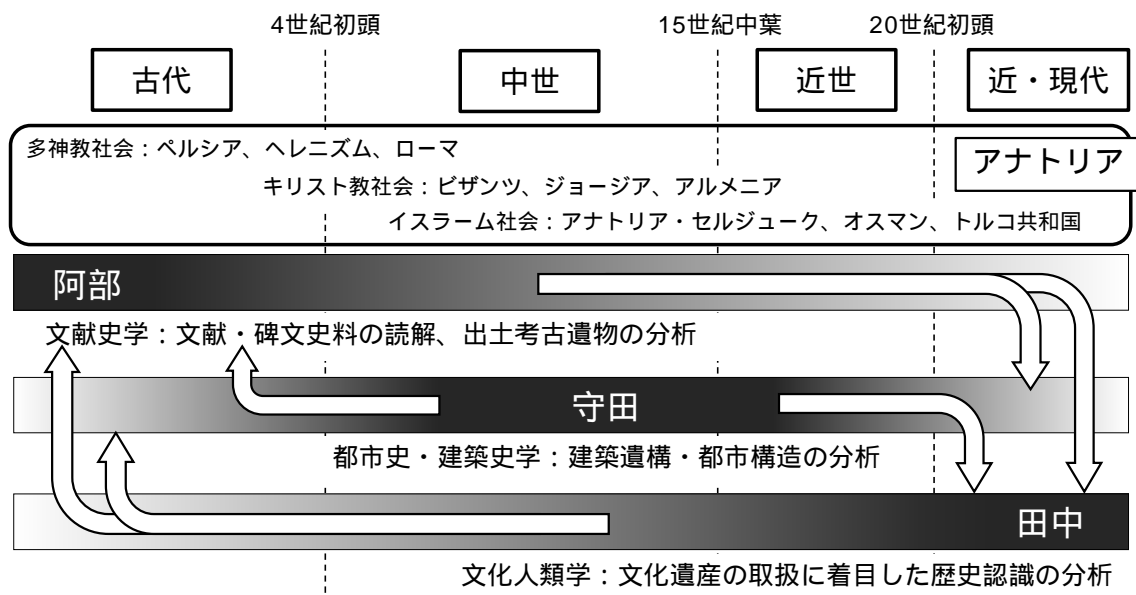 4世紀初頭 15世紀中葉 20世紀初頭
古代 中世 近世 近・現代
多神教社会：ペルシア、ヘレニズム、ローマ
アナトリア
キリスト教社会：ビザンツ、ジョージア、アルメニア
イスラーム社会：アナトリア・セルジューク、オスマン、トルコ共和国
阿部
文献史学：文献・碑文史料の読解、出土考古遺物の分析
守田
都市史・建築史学：建築遺構・都市構造の分析
田中
文化人類学：文化遺産の取扱に着目した歴史認識の分析